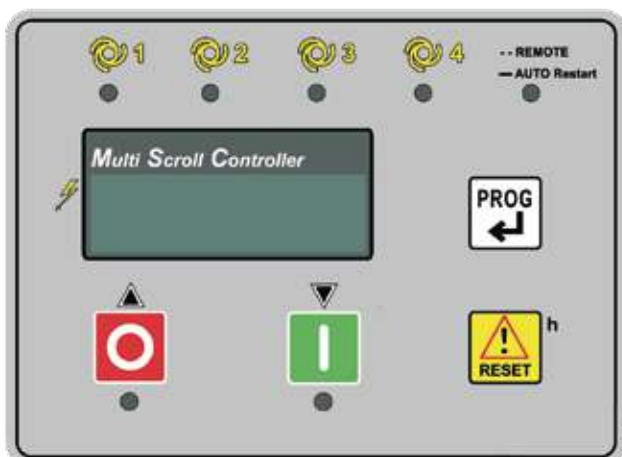 1 2 3 4
-- REMOTE
— AUTO Restart
Multi Scroll Controller
PROG
h
RESET